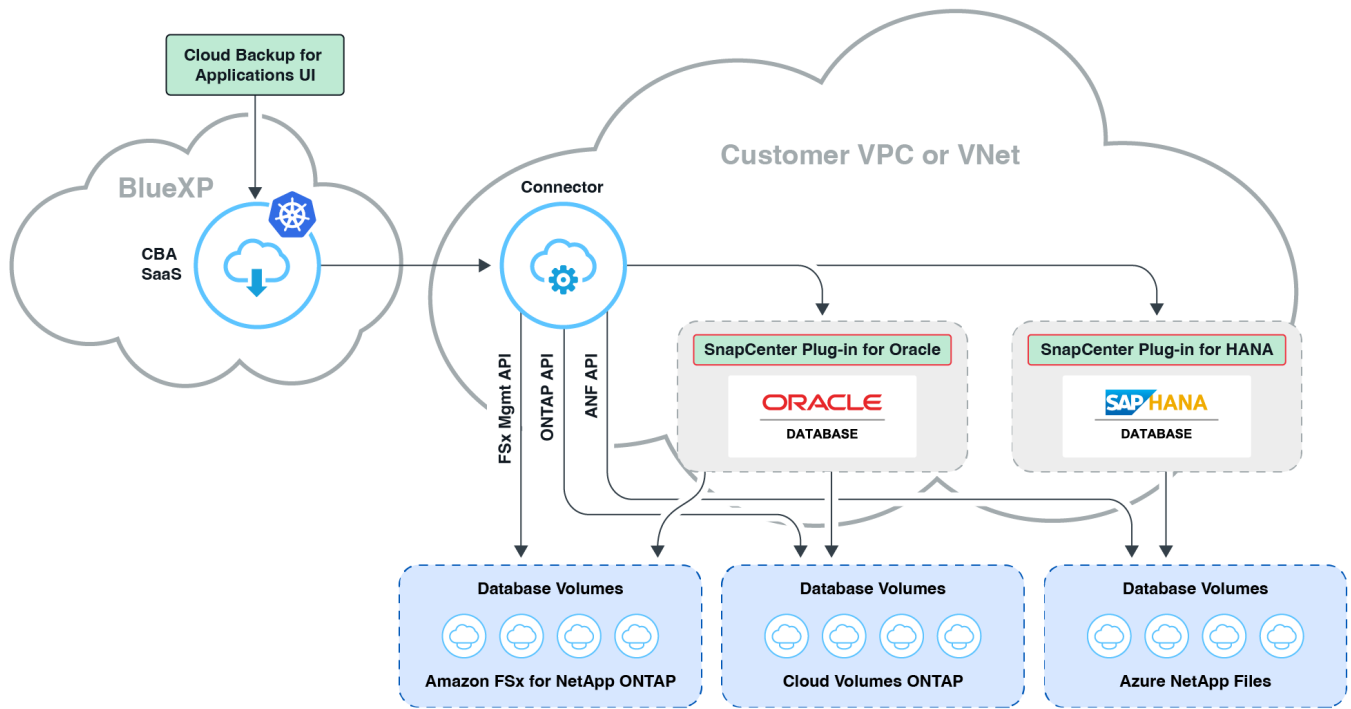 Cloud Backup for
Applications UI
BlueXP
CBA
SaaS
Customer VPC or VNet
Connector
FSx Mgmt API
ONTAP API
ANF API
SnapCenter Plug-in for Oracle
ORACLE
DATABASE
SnapCenter Plug-in for HANA
SAP HANA
DATABASE
Database Volumes
Amazon FSx for NetApp ONTAP
Database Volumes
Cloud Volumes ONTAP
Database Volumes
Azure NetApp Files